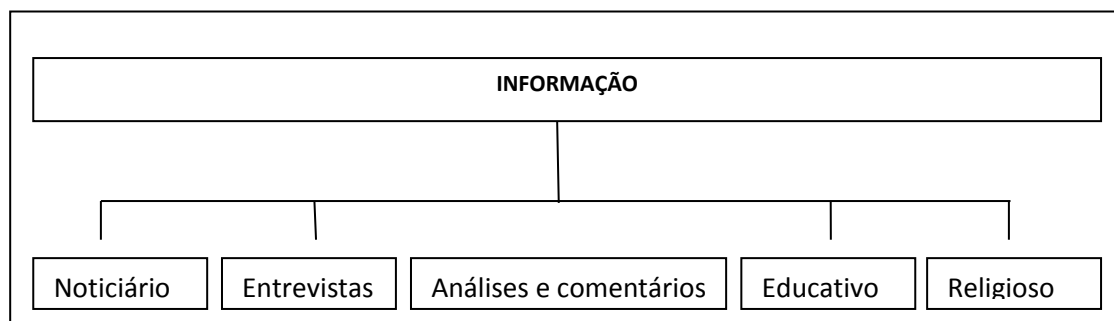 INFORMAÇÃO
Noticiário Entrevistas Análises e comentários Educativo Religioso